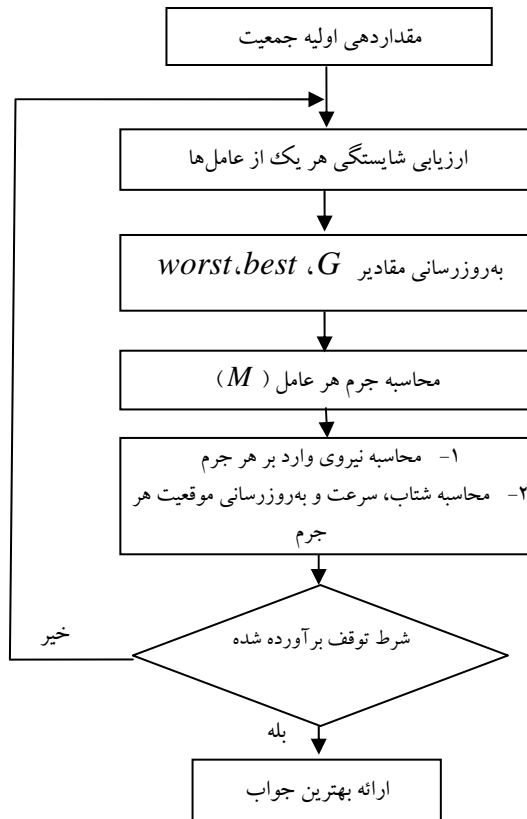 مقداردهی اولیه جمعیت
ارزیابی شایستگی هر یک از عامل‌ها
به‌روزرسانی مقادیر G، best، worst
محاسبه جرم هر عامل (M)
۱- محاسبه نیروی وارد بر هر جرم
۲- محاسبه شتاب، سرعت و به‌روزرسانی موقعیت هر
جرم
شرط توقف برآورده شده
خیر
بله
ارائه بهترین جواب